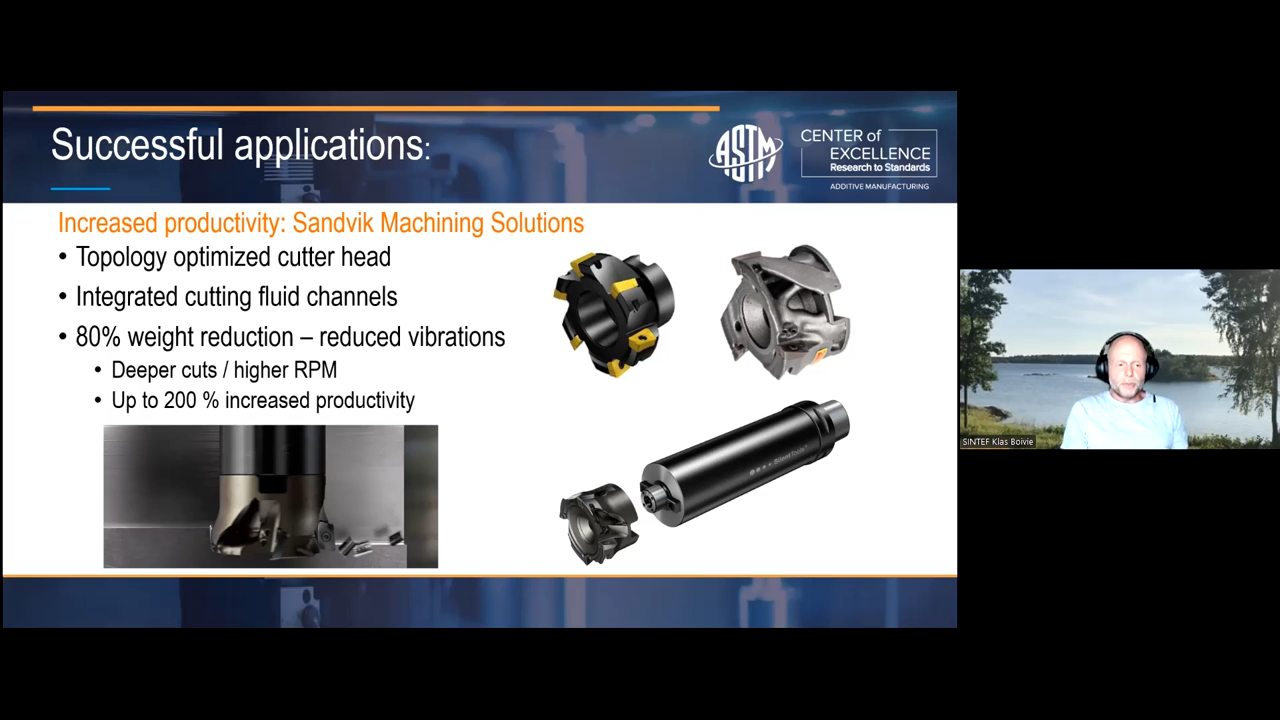 Successful applications:
ASTM
CENTER of
EXCELLENCE
Research to Standards
ADDITIVE MANUFACTURING
Increased productivity: Sandvik Machining Solutions
• Topology optimized cutter head
• Integrated cutting fluid channels
• 80% weight reduction – reduced vibrations
• Deeper cuts / higher RPM
• Up to 200 % increased productivity
Silent Tools
SINTEF Klas Boivie